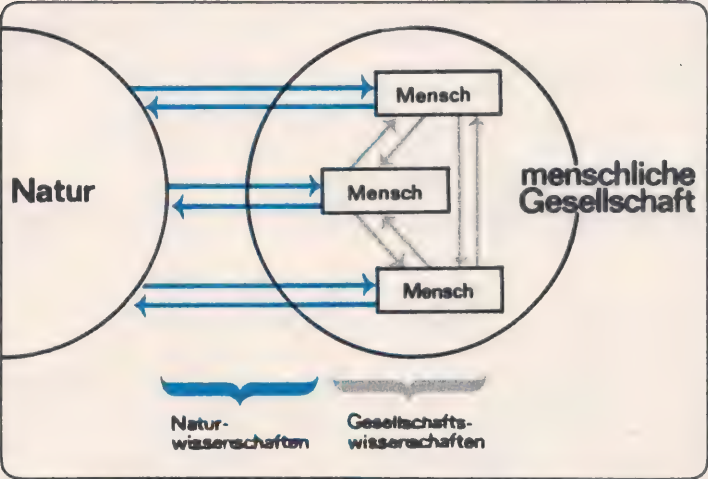 Mensch
Natur
Mensch
menschliche
Gesellschaft
Mensch
Natur-
wissenschaften
Gesellschafts-
wissenschaften